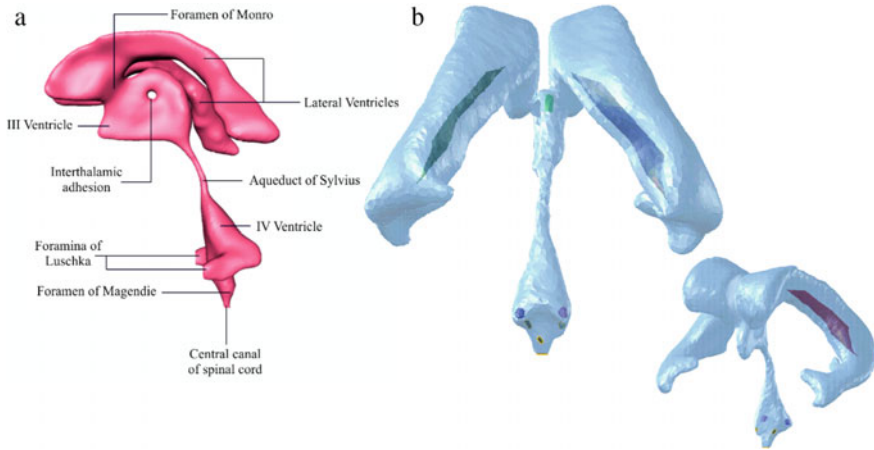 a
b
Foramen of Monro
Lateral Ventricles
III Ventricle
Interthalamic
adhesion
Aqueduct of Sylvius
IV Ventricle
Foramina of
Luschka
Foramen of Magendie
Central canal
of spinal cord